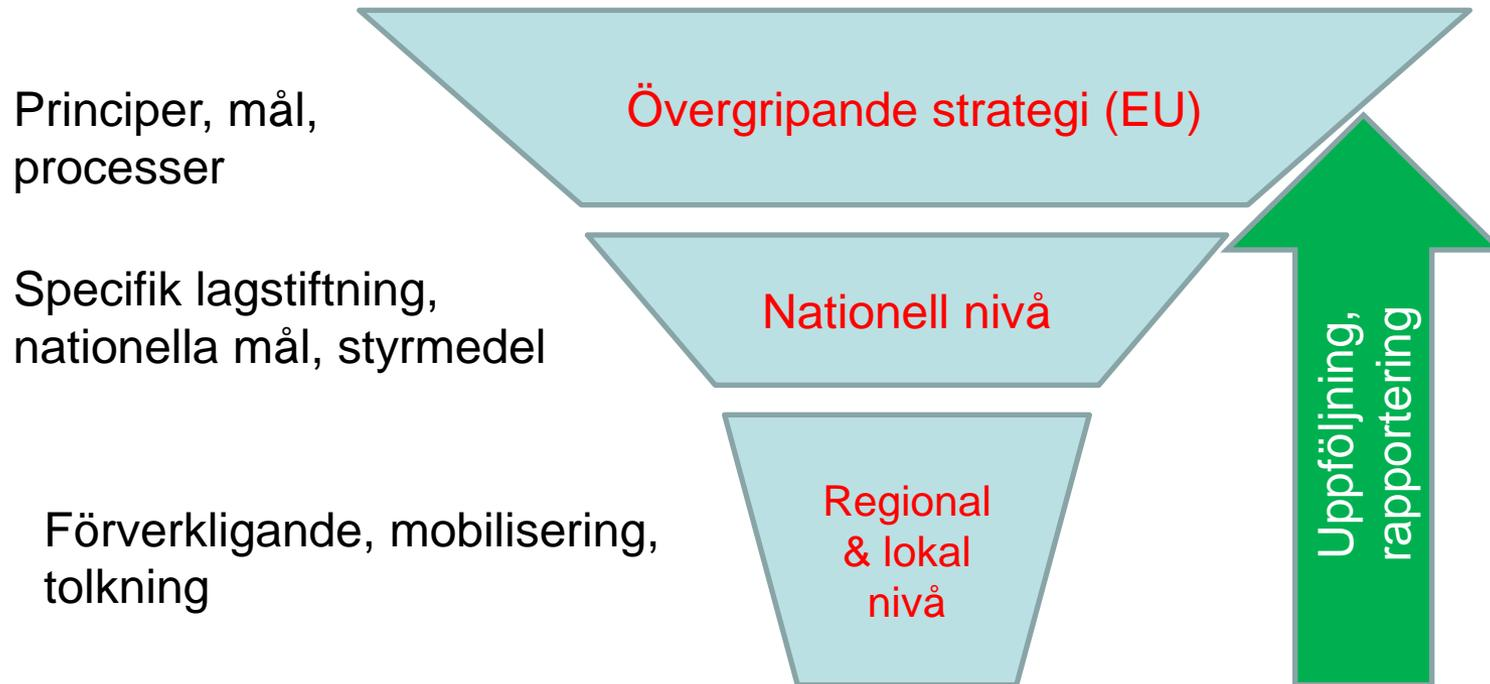 Principer, mål,
processer
Övergripande strategi (EU)
Specifik lagstiftning,
nationella mål, styrmedel
Nationell nivå
Förverkligande, mobilisering,
tolkning
Regional
& lokal
nivå
Uppföljning,
rapportering